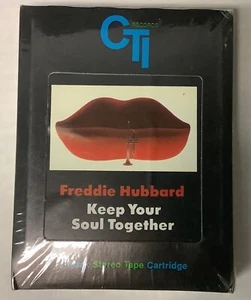 records
CTI
Freddie Hubbard
Keep Your
Soul Together
Stereo Tape Cartridge